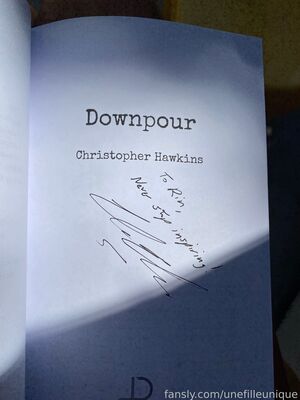 Downpour
Christopher Hawkins
To Rin,
Never stop inspiring!
fansly.com/unefilleunique